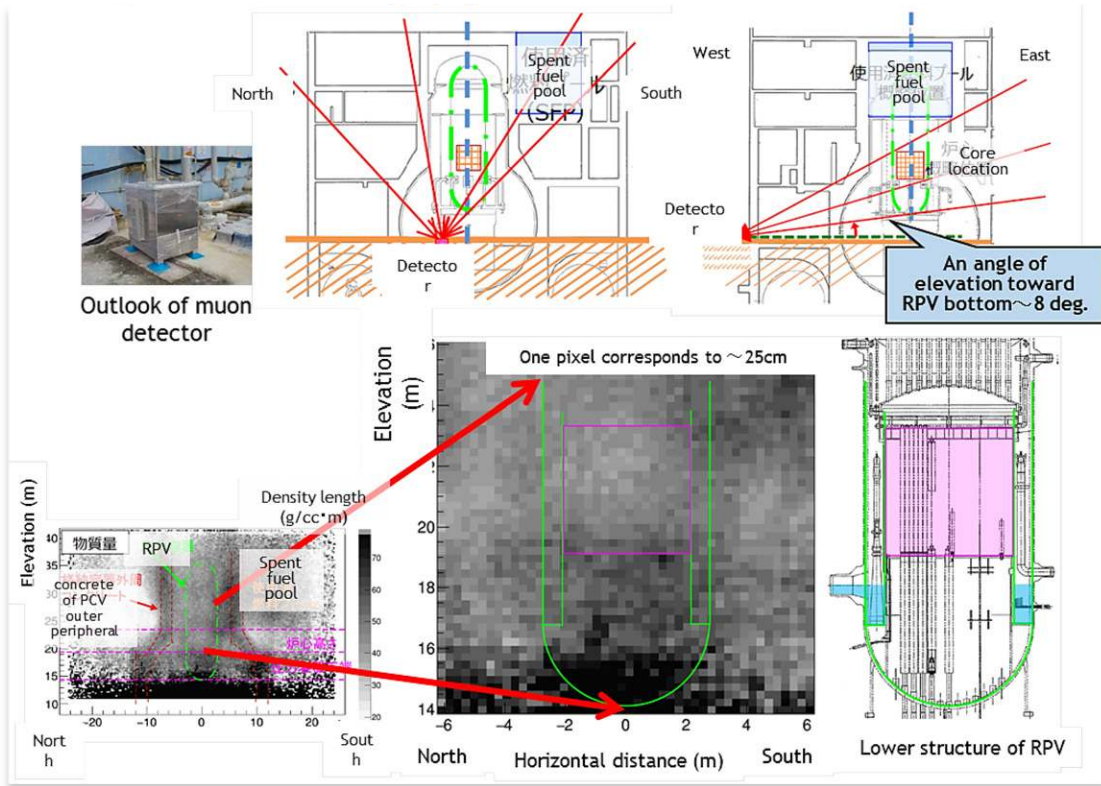 North
South
Spent
fuel
pool
(SFP)
Detecto
r
West
East
Spent
fuel
pool
Core
location
Detecto
r
An angle of
elevation toward
RPV bottom～8 deg.
Outlook of muon
detector
One pixel corresponds to ～25cm
Elevation
(m)
20
18
16
14
-6
-4
-2
0
2
4
6
North
Horizontal distance (m)
South
Density length
(g/cc*m)
70
60
50
40
30
20
Elevation (m)
40
35
30
25
20
15
10
物質量
RPV
Spent
fuel
pool
concrete
of PCV
outer
peripheral
炉心高さ
-20
-10
0
10
20
Nort
h
Sout
h
Lower structure of RPV